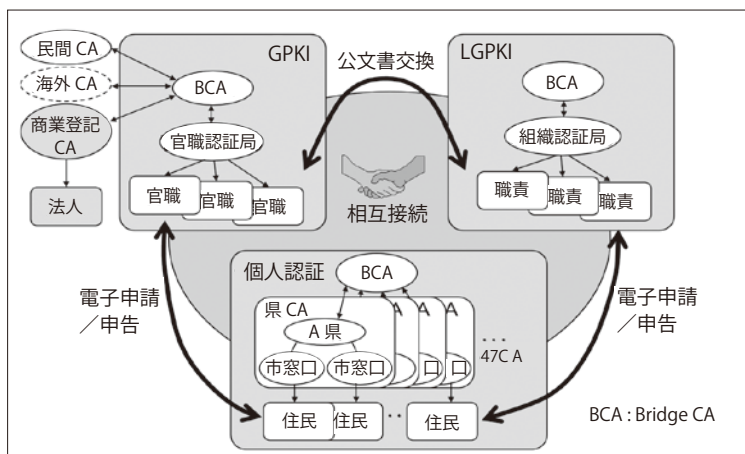 民間 CA
海外 CA
商業登記
CA
法人
GPKI
BCA
官職認証局
官職
官職
官職
公文書交換
相互接続
LGPKI
BCA
組織認証局
職責
職責
職責
電子申請
／申告
個人認証
BCA
県 CA
A 県
市窓口
市窓口
口
口
A
A
A
･･･
47C A
住民
住民
･･
住民
電子申請
／申告
BCA : Bridge CA